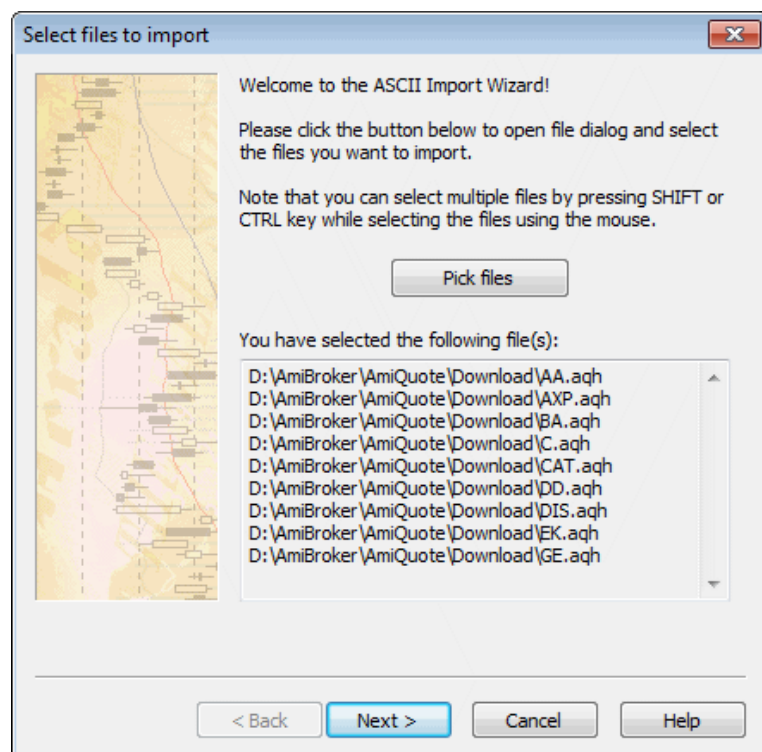 Select files to import
Welcome to the ASCII Import Wizard!
Please click the button below to open file dialog and select
the files you want to import.
Note that you can select multiple files by pressing SHIFT or
CTRL key while selecting the files using the mouse.
Pick files
You have selected the following file(s):
D:\AmiBroker\AmiQuote\Download\AA.aqh
D:\AmiBroker\AmiQuote\Download\AXP.aqh
D:\AmiBroker\AmiQuote\Download\BA.aqh
D:\AmiBroker\AmiQuote\Download\C.aqh
D:\AmiBroker\AmiQuote\Download\CAT.aqh
D:\AmiBroker\AmiQuote\Download\DD.aqh
D:\AmiBroker\AmiQuote\Download\DIS.aqh
D:\AmiBroker\AmiQuote\Download\EK.aqh
D:\AmiBroker\AmiQuote\Download\GE.aqh
< Back Next > Cancel Help